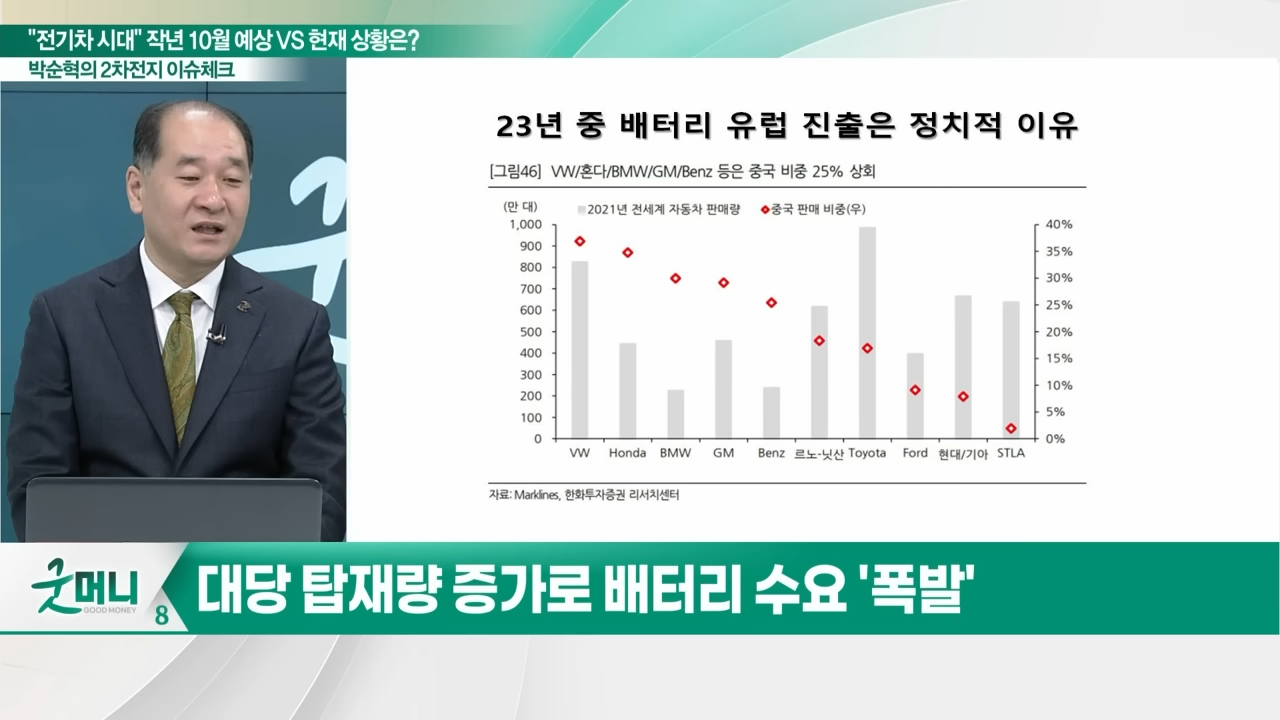 "전기차 시대" 작년 10월 예상 VS 현재 상황은?
박순혁의 2차전지 이슈체크
23년 중 배터리 유럽 진출은 정치적 이유
[그림46] VW/혼다/BMW/GM/Benz 등은 중국 비중 25% 상회
(만 대)
2021년 전세계 자동차 판매량
중국 판매 비중(우)
1,000
900
800
700
600
500
400
300
200
100
0
40%
35%
30%
25%
20%
15%
10%
5%
0%
VW Honda BMW GM Benz 르노-닛산 Toyota Ford 현대/기아 STLA
자료: Marklines, 한화투자증권 리서치센터
굿머니
GOOD MONEY
8
대당 탑재량 증가로 배터리 수요 '폭발'